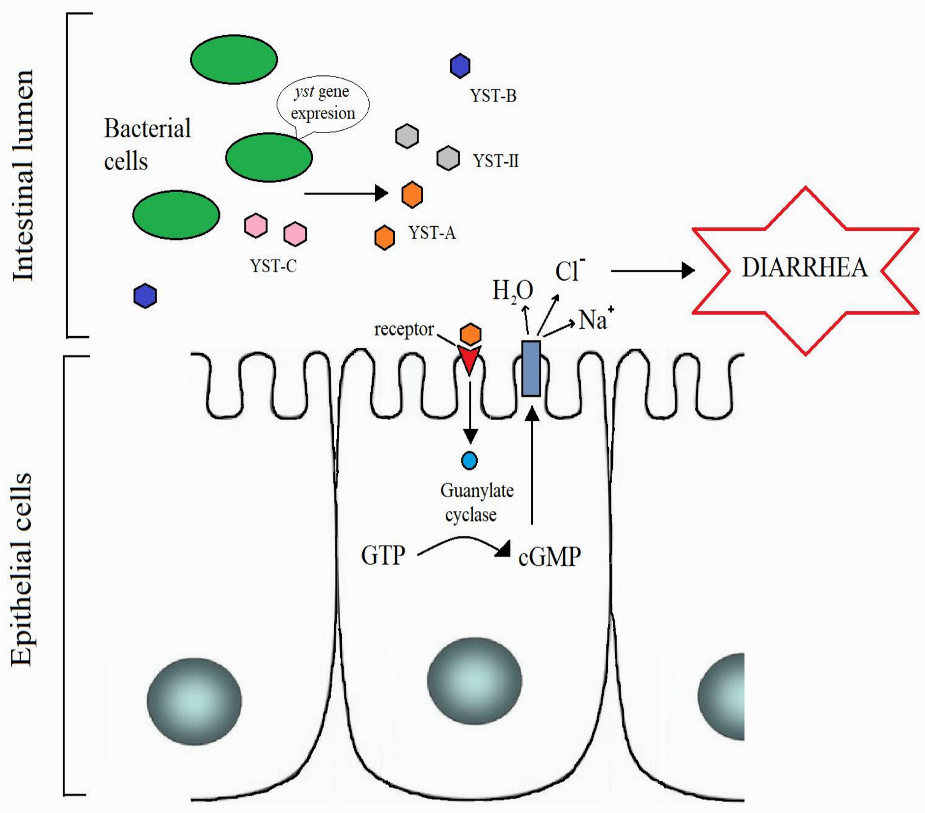 Intestinal lumen
Bacterial
cells
yst gene
expresion
YST-B
YST-II
YST-A
YST-C
receptor
H₂O
Cl⁻
Na⁺
DIARRHEA
Epithelial cells
Guanylate
cyclase
GTP
cGMP